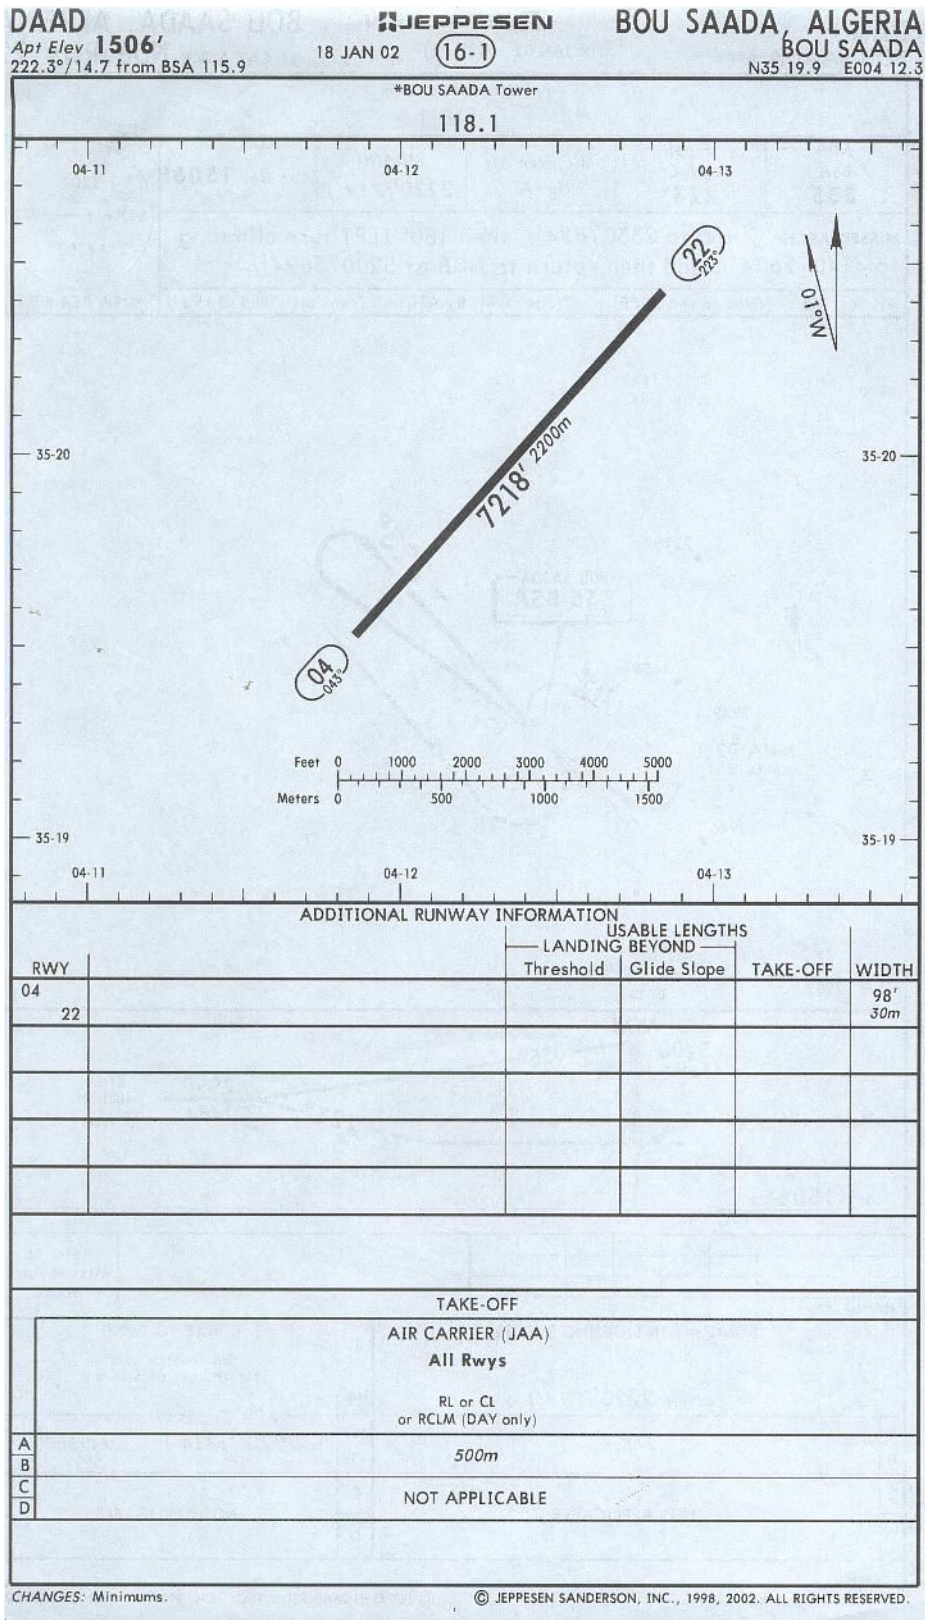 DAAD
JEPPESEN
BOU SAADA, ALGERIA
Apt Elev 1506'
18 JAN 02
16-1
BOU SAADA
222.3°/14.7 from BSA 115.9
N35 19.9 E004 12.3
*BOU SAADA Tower
118.1
04-11
04-12
04-13
22
223°
01°W
35-20
35-20
7218' 2200m
04
043°
Feet 0 1000 2000 3000 4000 5000
Meters 0 500 1000 1500
35-19
35-19
04-11
04-12
04-13
ADDITIONAL RUNWAY INFORMATION
USABLE LENGTHS
LANDING BEYOND
RWY
Threshold
Glide Slope
TAKE-OFF
WIDTH
04
98'
22
30m
TAKE-OFF
AIR CARRIER (JAA)
All Rwys
RL or CL
or RCLM (DAY only)
A
B
500m
C
D
NOT APPLICABLE
CHANGES: Minimums.
© JEPPESEN SANDERSON, INC., 1998, 2002. ALL RIGHTS RESERVED.